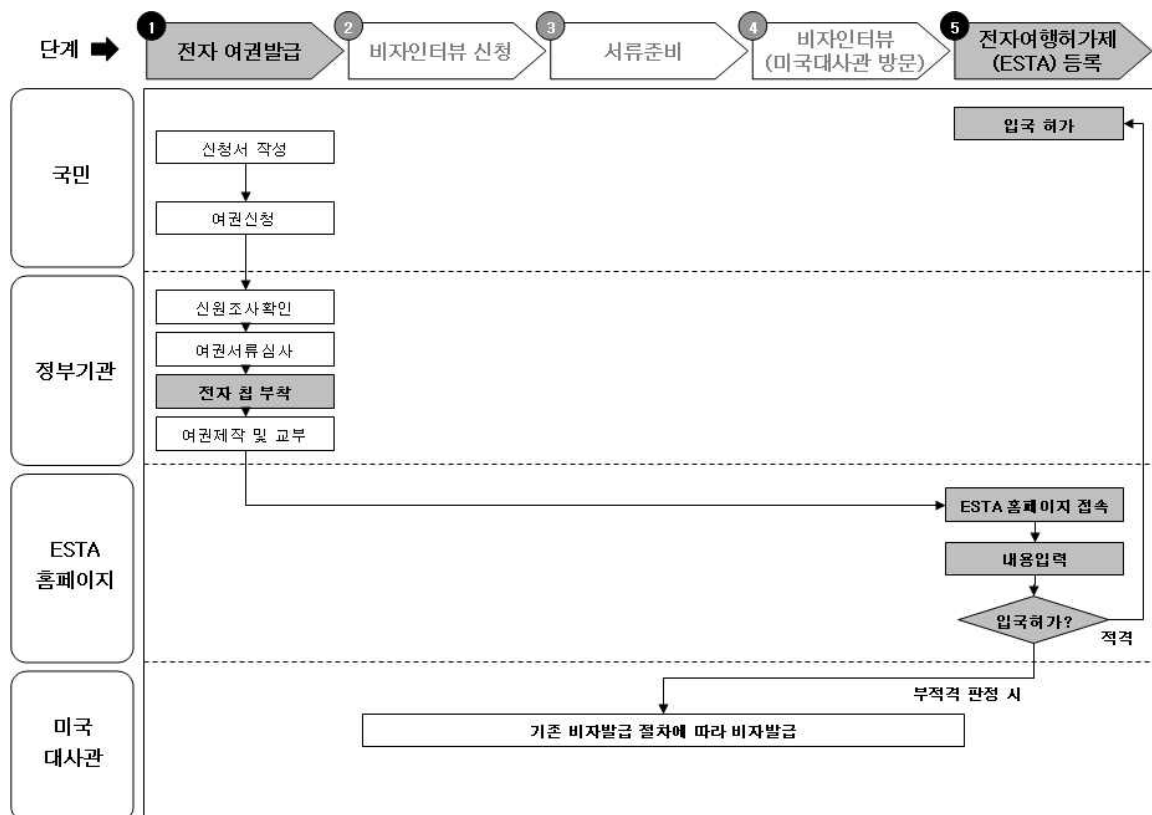 단계
1
전자 여권발급
2
비자인터뷰 신청
3
서류준비
4
비자인터뷰
(미국대사관 방문)
5
전자여행허가제
(ESTA) 등록
국민
신청서 작성
여권신청
입국 허가
정부기관
신원조사확인
여권서류심사
전자 칩 부착
여권제작 및 교부
ESTA
홈페이지
ESTA 홈페이지 접속
내용입력
입국허가?
적격
미국
대사관
부적격 판정 시
기존 비자발급 절차에 따라 비자발급